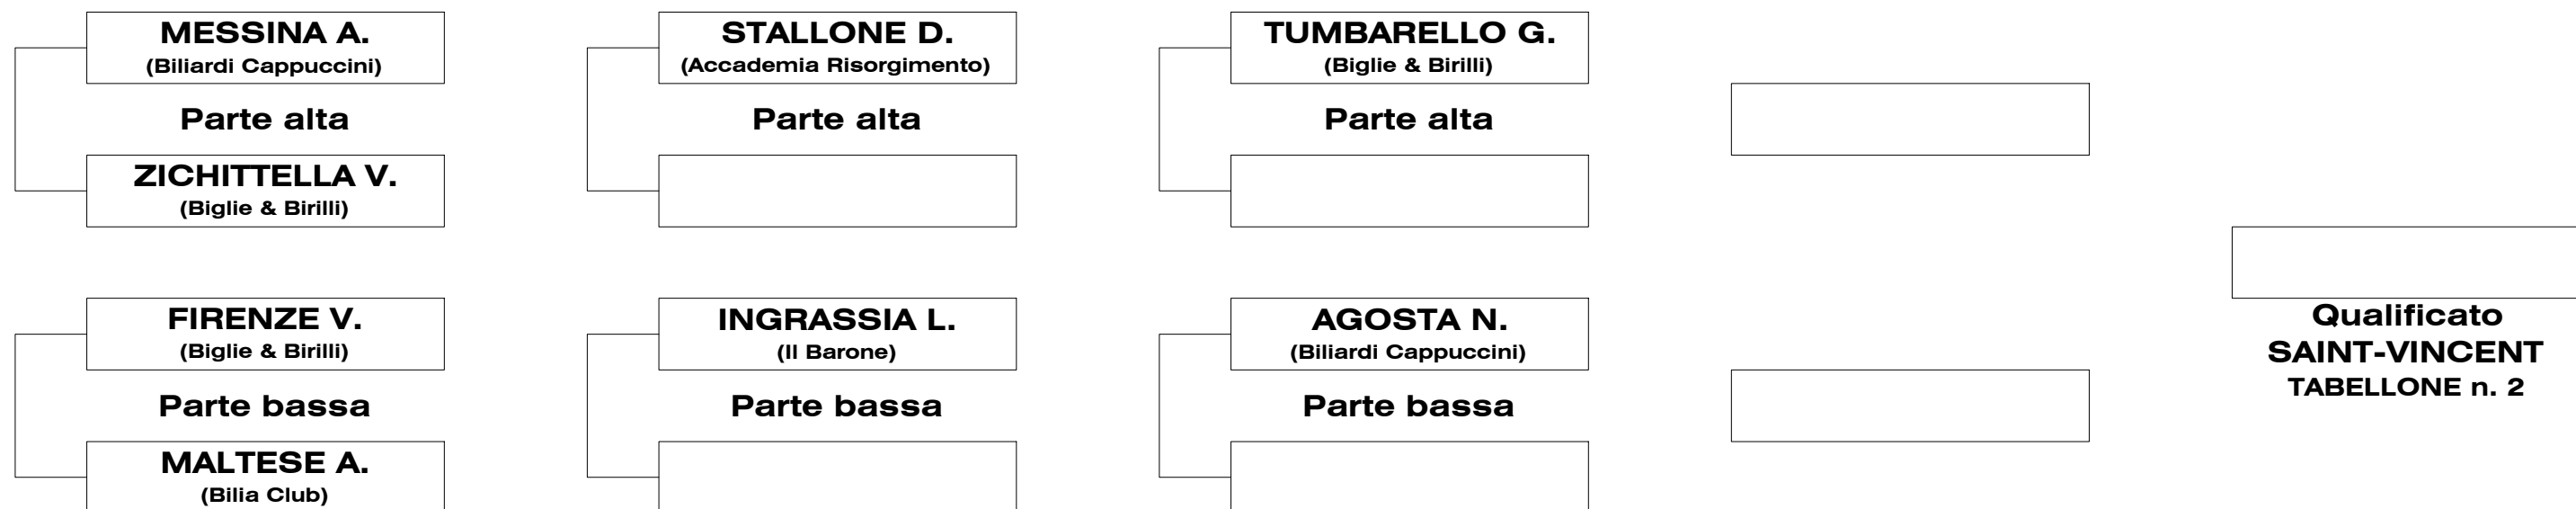 MESSINA A.
(Biliardi Cappuccini)
Parte alta
ZICHITTELLA V.
(Biglie & Birilli)
FIRENZE V.
(Biglie & Birilli)
Parte bassa
MALTESE A.
(Bilia Club)
STALLONE D.
(Accademia Risorgimento)
Parte alta
INGRASSIA L.
(Il Barone)
Parte bassa
TUMBARELLO G.
(Biglie & Birilli)
Parte alta
AGOSTA N.
(Biliardi Cappuccini)
Parte bassa
Qualificato
SAINT-VINCENT
TABELLONE n. 2